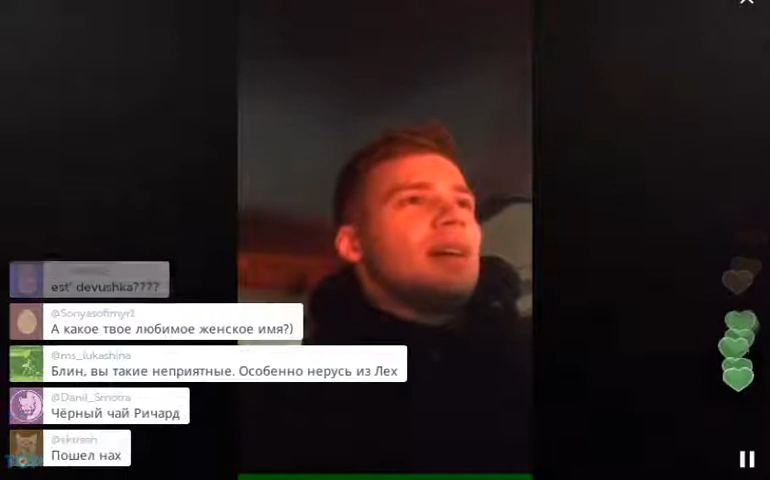 est' devushka????
@Sonyasofimyr1
А какое твое любимое женское имя?)
@ms_lukashina
Блин, вы такие неприятные. Особенно нерусь из Лех
@Danil_Smotra
Чёрный чай Ричард
Пошел нах